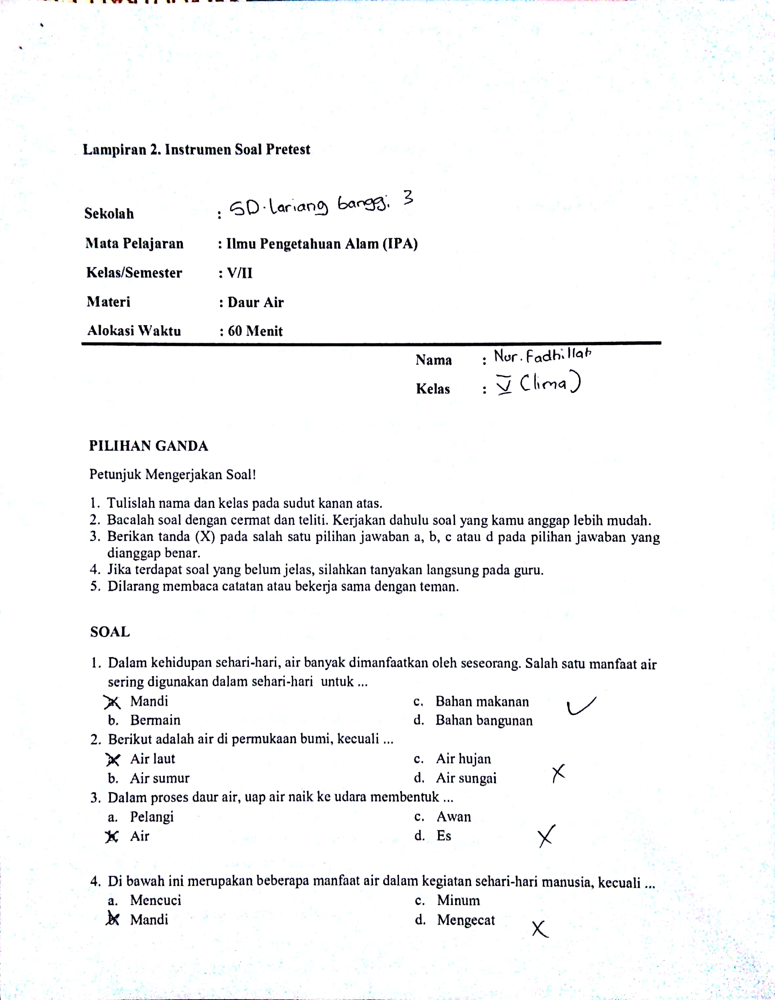 Lampiran 2. Instrumen Soal Pretest
Sekolah : SD. Lariang banggi 3
Mata Pelajaran : Ilmu Pengetahuan Alam (IPA)
Kelas/Semester : V/II
Materi : Daur Air
Alokasi Waktu : 60 Menit
Nama : Nur. Fadhillah
Kelas : V (lima)
PILIHAN GANDA
Petunjuk Mengerjakan Soal!
1. Tulislah nama dan kelas pada sudut kanan atas.
2. Bacalah soal dengan cermat dan teliti. Kerjakan dahulu soal yang kamu anggap lebih mudah.
3. Berikan tanda (X) pada salah satu pilihan jawaban a, b, c atau d pada pilihan jawaban yang
dianggap benar.
4. Jika terdapat soal yang belum jelas, silahkan tanyakan langsung pada guru.
5. Dilarang membaca catatan atau bekerja sama dengan teman.
SOAL
1. Dalam kehidupan sehari-hari, air banyak dimanfaatkan oleh seseorang. Salah satu manfaat air
sering digunakan dalam sehari-hari untuk ...
a. Mandi c. Bahan makanan ✓
b. Bermain d. Bahan bangunan
2. Berikut adalah air di permukaan bumi, kecuali ...
a. Air laut c. Air hujan
b. Air sumur d. Air sungai X
3. Dalam proses daur air, uap air naik ke udara membentuk ...
a. Pelangi c. Awan
b. Air d. Es X
4. Di bawah ini merupakan beberapa manfaat air dalam kegiatan sehari-hari manusia, kecuali ...
a. Mencuci c. Minum
b. Mandi d. Mengecat X